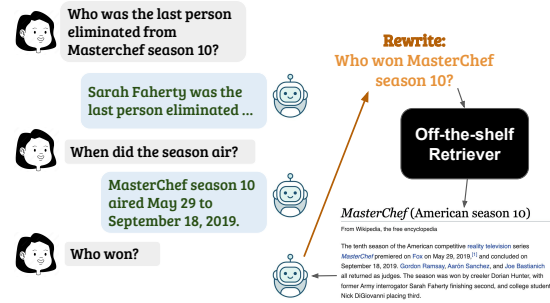 Who was the last person
eliminated from
Masterchef season 10?
Sarah Faherty was the
last person eliminated ...
When did the season air?
MasterChef season 10
aired May 29 to
September 18, 2019.
Who won?
Rewrite:
Who won MasterChef
season 10?
Off-the-shelf
Retriever
MasterChef (American season 10)
From Wikipedia, the free encyclopedia
The tenth season of the American competitive reality television series
MasterChef premiered on Fox on May 29, 2019,[1] and concluded on
September 18, 2019. Gordon Ramsay, Aarón Sanchez, and Joe Bastianich
all returned as judges. The season was won by creeler Dorian Hunter, with
former Army interrogator Sarah Faherty finishing second, and college student
Nick DiGiovanni placing third.